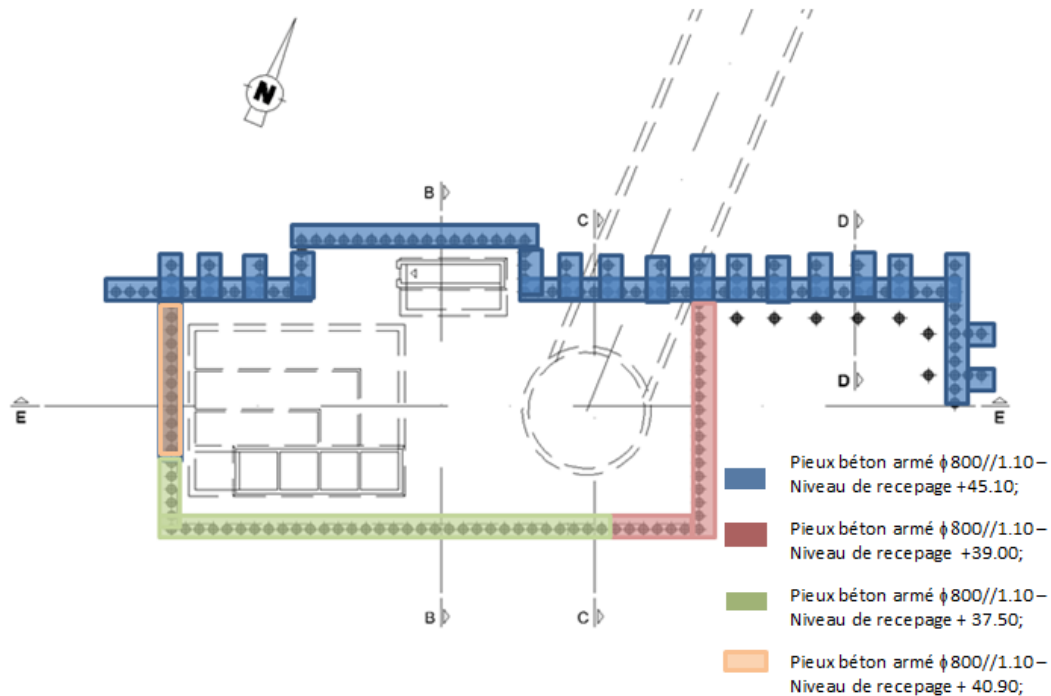 N
B
C
D
D
E
E
B
C
Pieux béton armé ϕ800//1.10 –
Niveau de recepage +45.10;
Pieux béton armé ϕ800//1.10 –
Niveau de recepage +39.00;
Pieux béton armé ϕ800//1.10 –
Niveau de recepage + 37.50;
Pieux béton armé ϕ800//1.10 –
Niveau de recepage + 40.90;